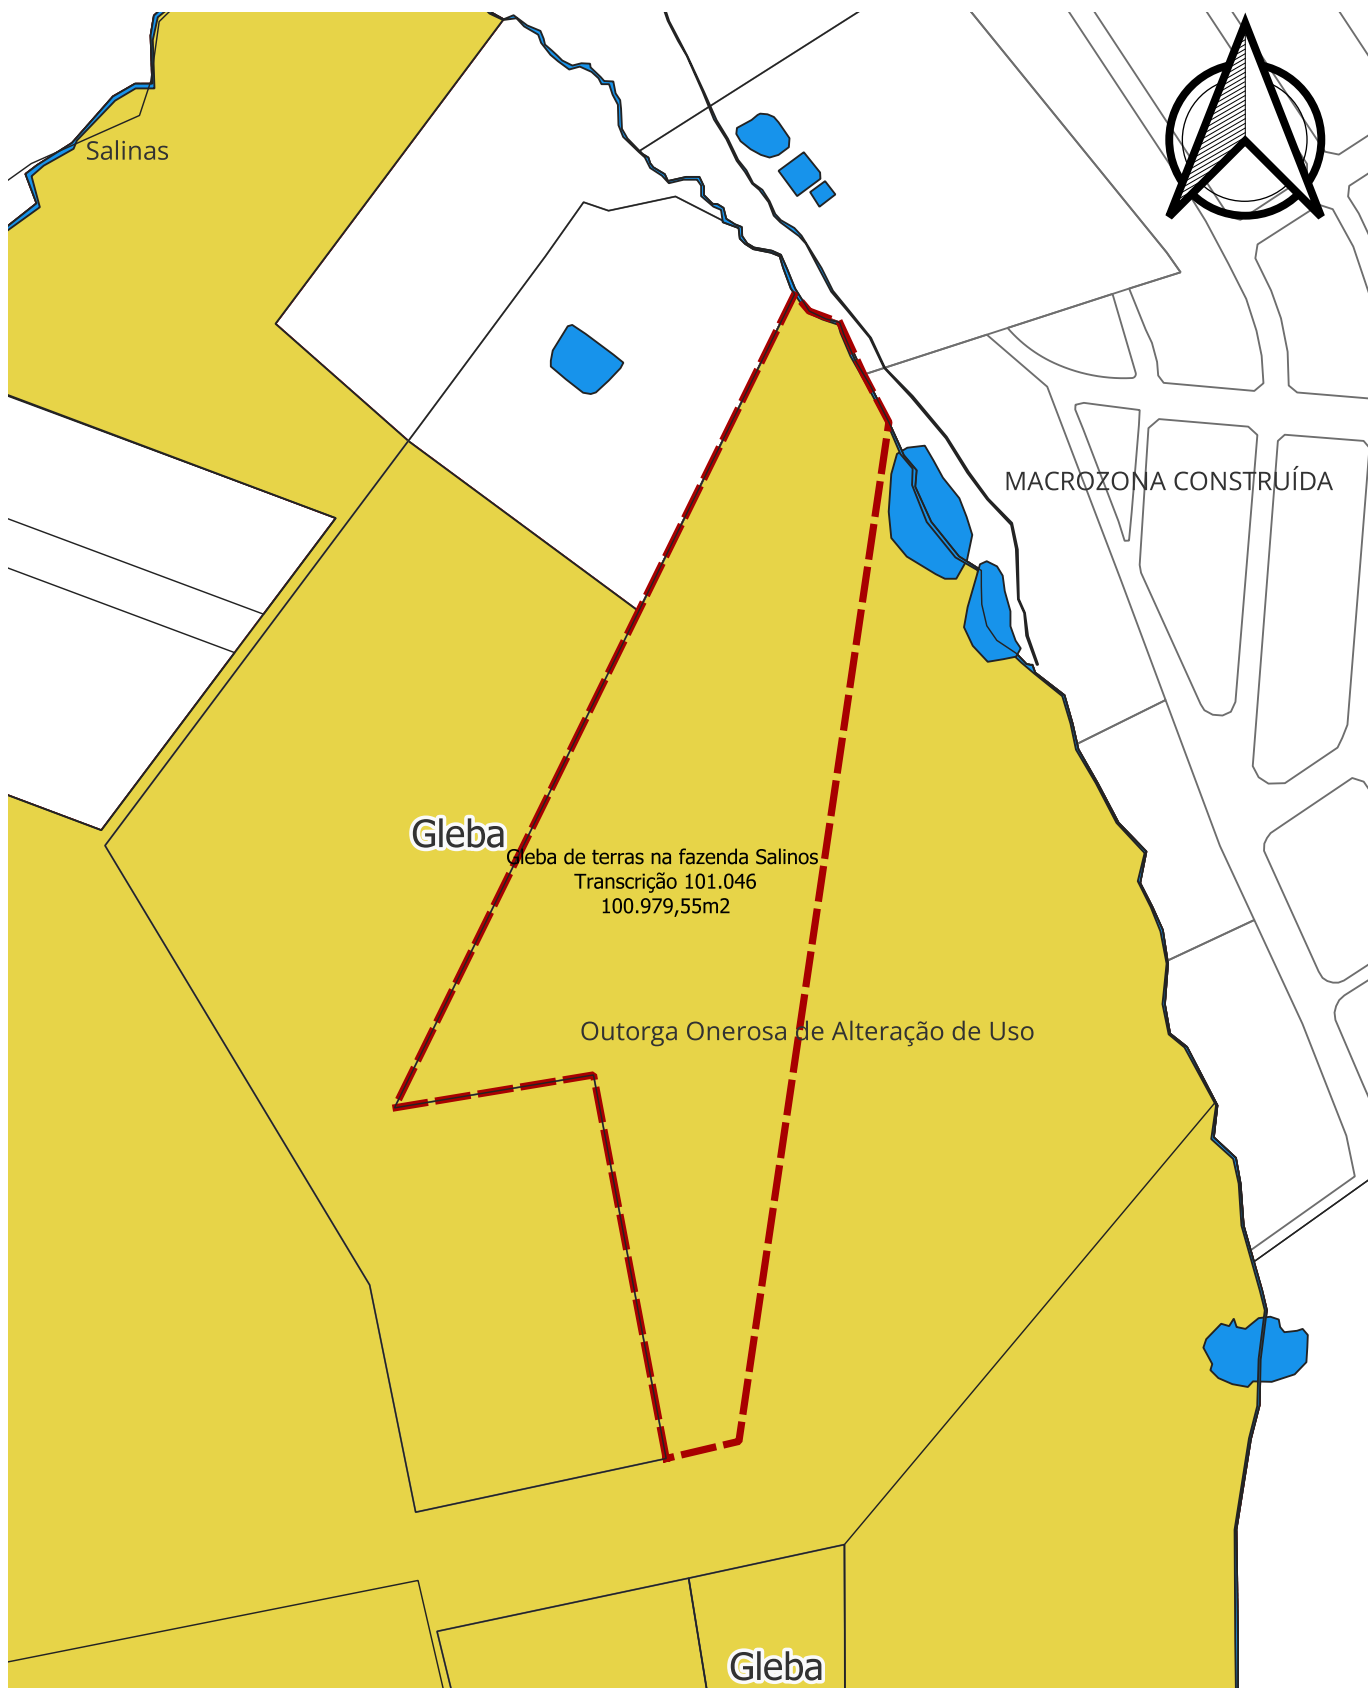 Salinas
MACROZONA CONSTRUÍDA
Gleba
Gleba de terras na fazenda Salinos
Transcrição 101.046
100.979,55m2
Outorga Onerosa de Alteração de Uso
Gleba